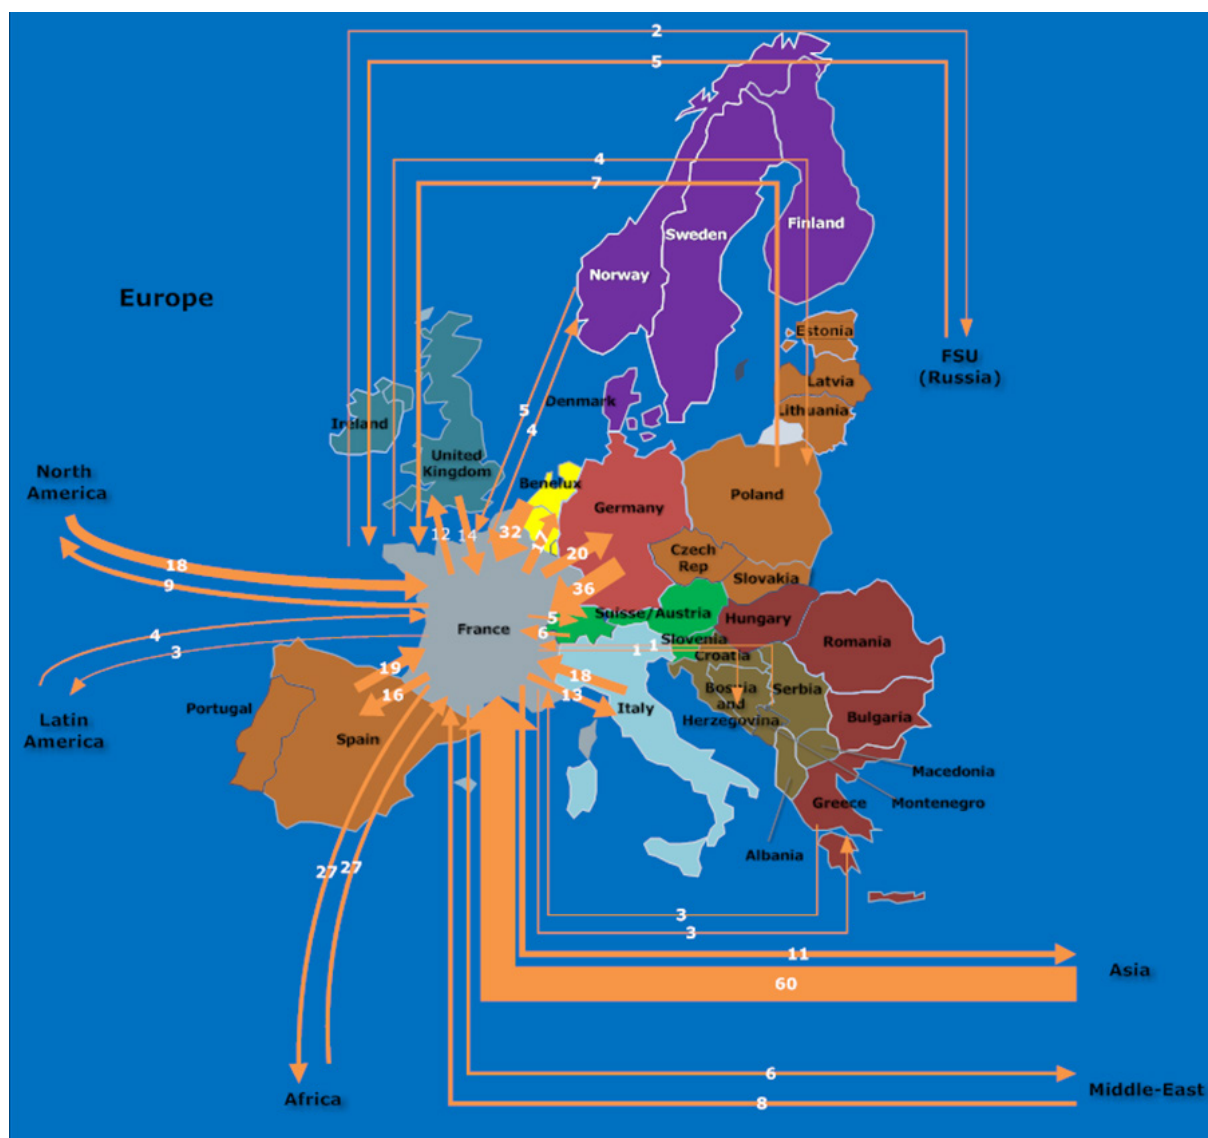 2
5
4
7
Finland
Sweden
Norway
Europe
Estonia
FSU
(Russia)
Latvia
Denmark
Lithuania
5
4
Ireland
United
Kingdom
North
America
Benelux
Poland
Germany
12
14
32
17
20
Czech
Rep
Slovakia
18
9
36
Suisse/Austria
5
6
France
Hungary
Romania
4
3
Slovenia
1
1
Croatia
19
16
18
13
Bosnia
and
Herzegovina
Serbia
Portugal
Italy
Bulgaria
Latin
America
Spain
Macedonia
Greece
Montenegro
Albania
27
27
3
3
11
Asia
60
6
Middle-East
8
Africa